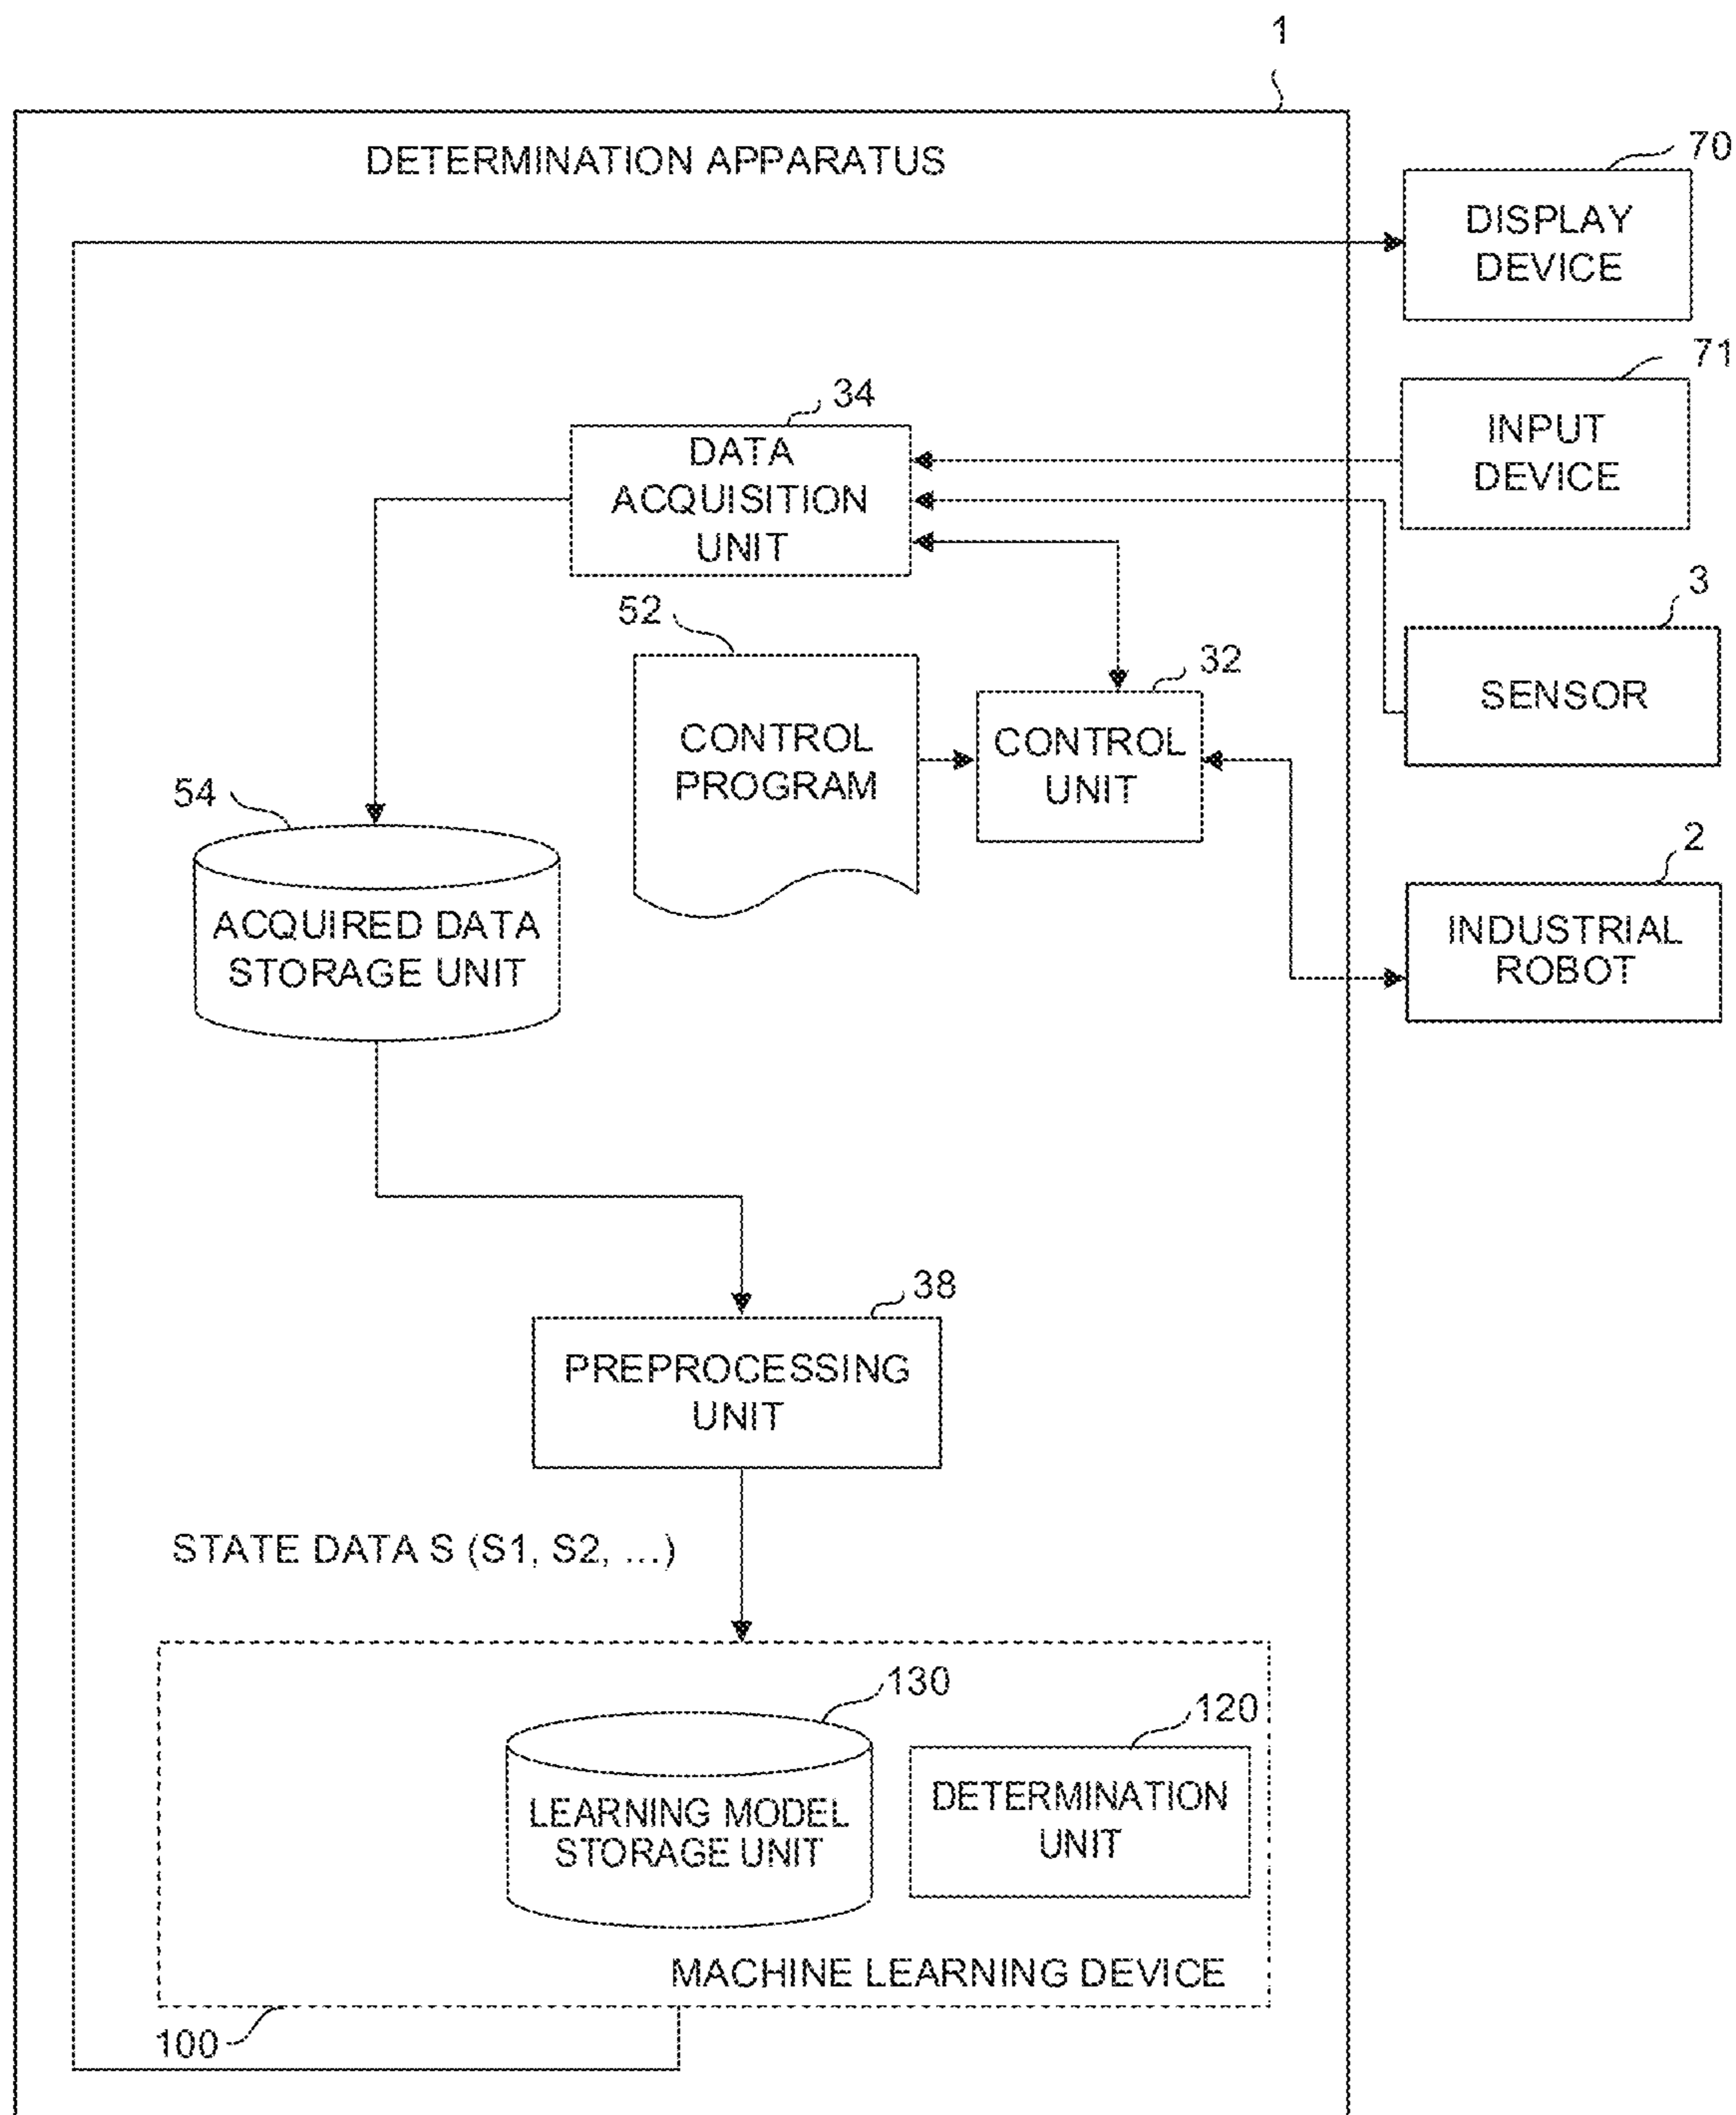 1
DETERMINATION APPARATUS
70
DISPLAY
DEVICE
71
INPUT
DEVICE
34
DATA
ACQUISITION
UNIT
3
SENSOR
52
CONTROL
PROGRAM
32
CONTROL
UNIT
54
ACQUIRED DATA
STORAGE UNIT
2
INDUSTRIAL
ROBOT
38
PREPROCESSING
UNIT
STATE DATA S (S1, S2, ...)
130
LEARNING MODEL
STORAGE UNIT
120
DETERMINATION
UNIT
MACHINE LEARNING DEVICE
100